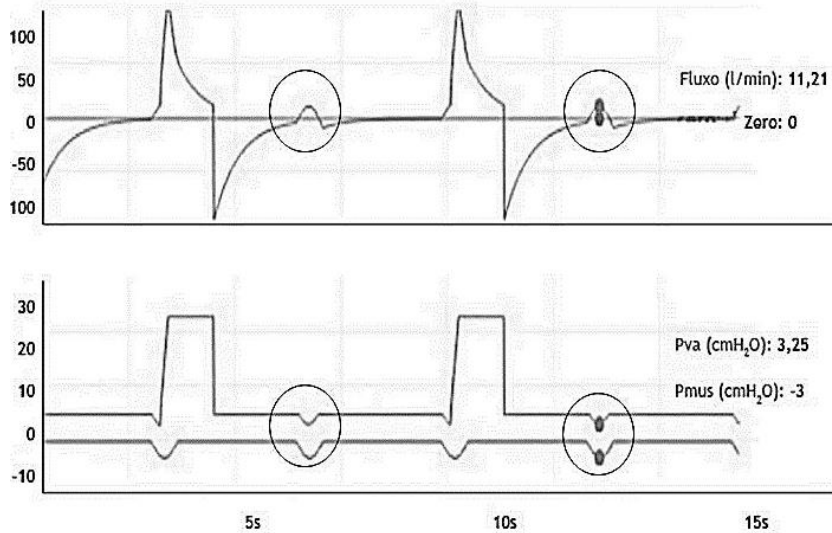 100
50
Fluxo (l/min): 11,21
0
Zero: 0
-50
100
30
20
Pva (cmH₂O): 3,25
10
Pmus (cmH₂O): -3
0
-10
5s 10s 15s